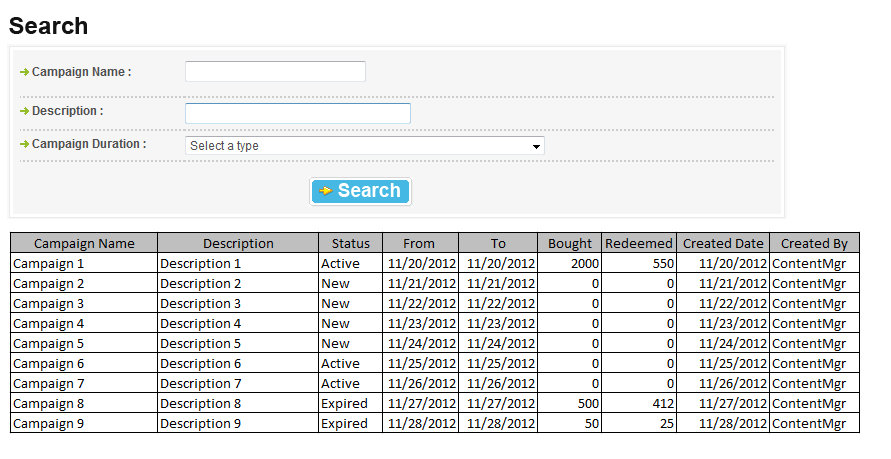 Search
Campaign Name :
Description :
Campaign Duration : Select a type
Search
Campaign Name Description Status From To Bought Redeemed Created Date Created By
Campaign 1 Description 1 Active 11/20/2012 11/20/2012 2000 550 11/20/2012 ContentMgr
Campaign 2 Description 2 New 11/21/2012 11/21/2012 0 0 11/21/2012 ContentMgr
Campaign 3 Description 3 New 11/22/2012 11/22/2012 0 0 11/22/2012 ContentMgr
Campaign 4 Description 4 New 11/23/2012 11/23/2012 0 0 11/23/2012 ContentMgr
Campaign 5 Description 5 New 11/24/2012 11/24/2012 0 0 11/24/2012 ContentMgr
Campaign 6 Description 6 Active 11/25/2012 11/25/2012 0 0 11/25/2012 ContentMgr
Campaign 7 Description 7 Active 11/26/2012 11/26/2012 0 0 11/26/2012 ContentMgr
Campaign 8 Description 8 Expired 11/27/2012 11/27/2012 500 412 11/27/2012 ContentMgr
Campaign 9 Description 9 Expired 11/28/2012 11/28/2012 50 25 11/28/2012 ContentMgr